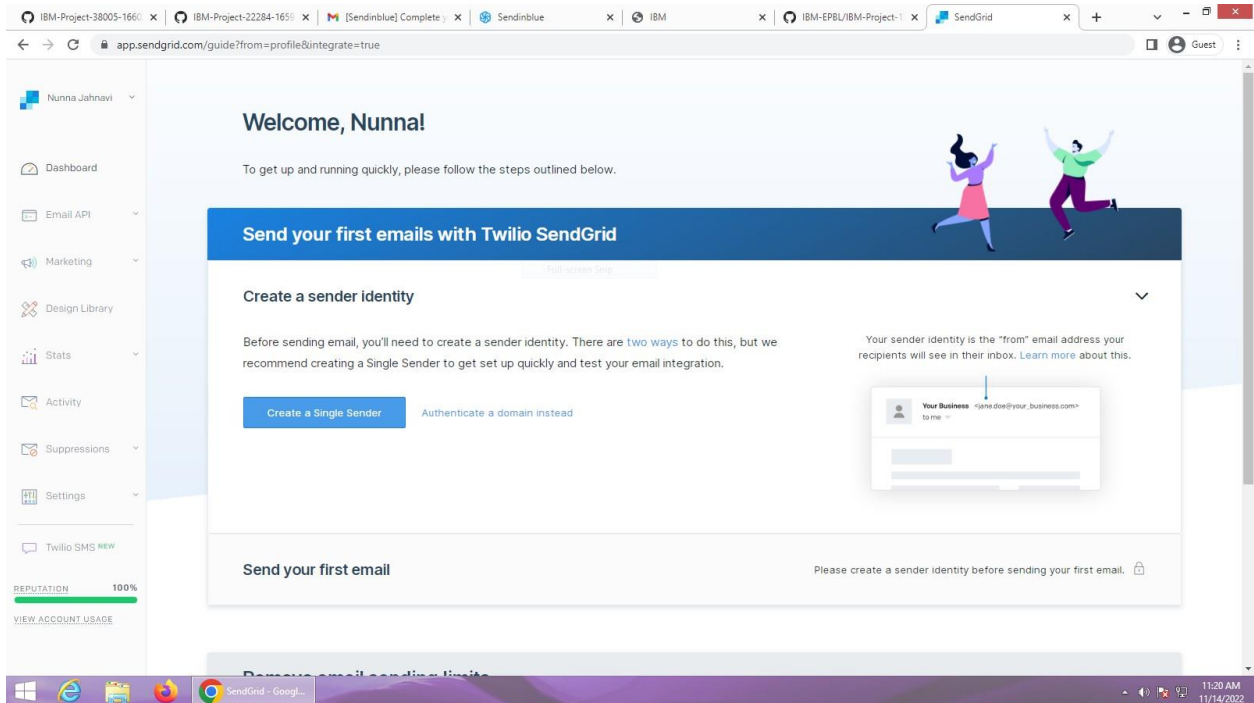 IBM-Project-38005-1660
IBM-Project-22284-1659
[Sendinblue] Complete y
Sendinblue
IBM
IBM-EPBL/IBM-Project-1
SendGrid
app.sendgrid.com/guide?from=profile&integrate=true
Guest
Nunna Jahnavi
Dashboard
Email API
Marketing
Design Library
Stats
Activity
Suppressions
Settings
Twilio SMS NEW
REPUTATION 100%
VIEW ACCOUNT USAGE
Welcome, Nunna!
To get up and running quickly, please follow the steps outlined below.
Send your first emails with Twilio SendGrid
Full-screen Snip
Create a sender identity
Before sending email, you'll need to create a sender identity. There are two ways to do this, but we
recommend creating a Single Sender to get set up quickly and test your email integration.
Create a Single Sender
Authenticate a domain instead
Your sender identity is the "from" email address your
recipients will see in their inbox. Learn more about this.
Your Business <jane.doe@your_business.com>
to me
Send your first email
Please create a sender identity before sending your first email.
Remove email sending limits
SendGrid - Googl...
11:20 AM
11/14/2022